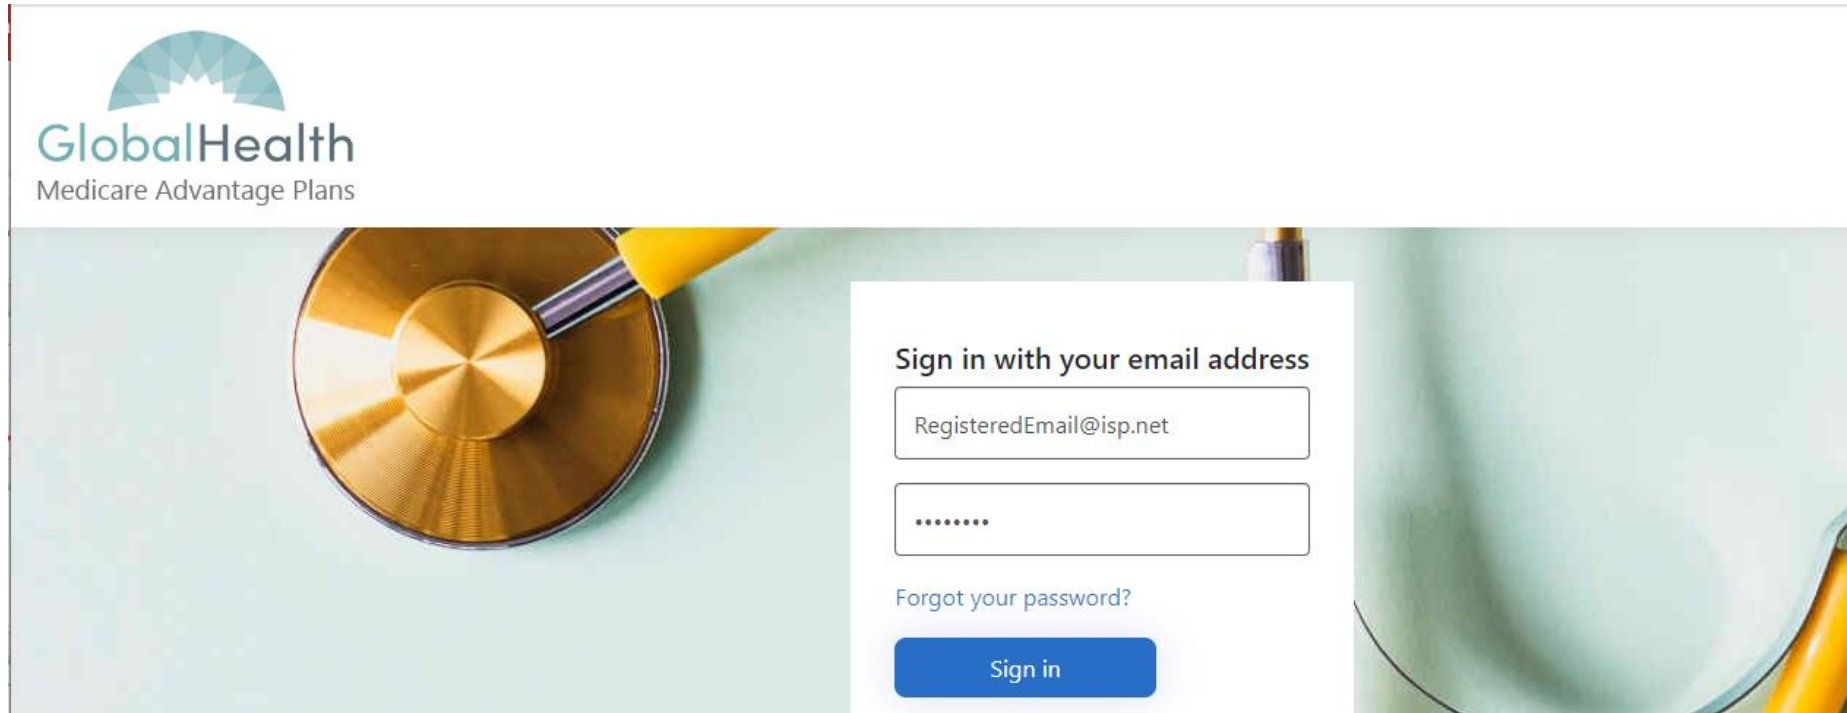 GlobalHealth
Medicare Advantage Plans
Sign in with your email address
RegisteredEmail@isp.net
••••••••
Forgot your password?
Sign in